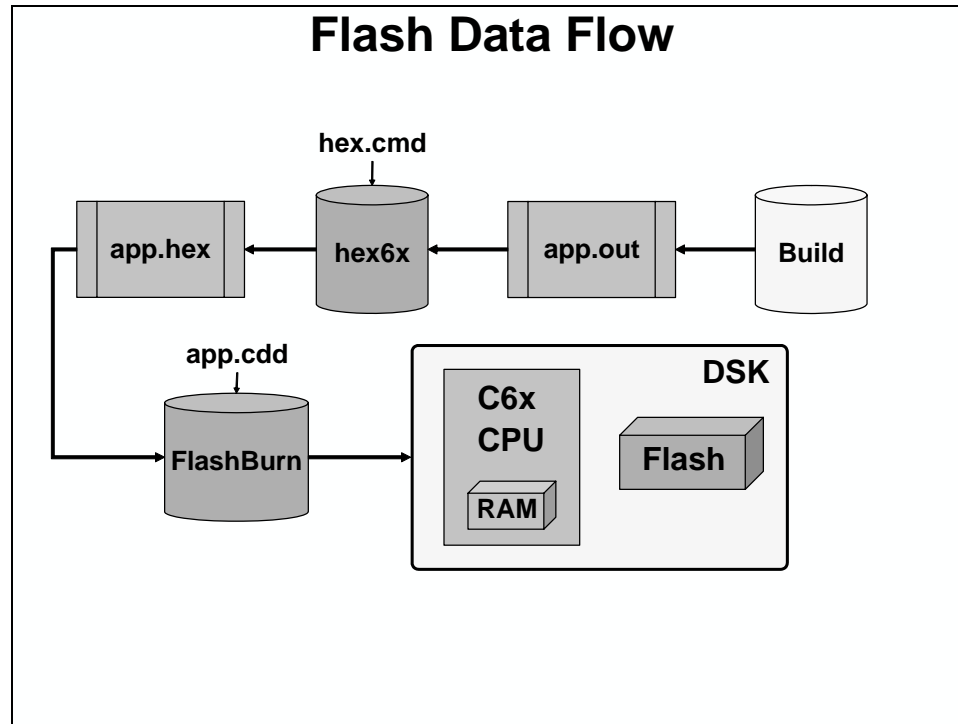 Flash Data Flow
hex.cmd
app.hex
hex6x
app.out
Build
app.cdd
FlashBurn
DSK
C6x
CPU
Flash
RAM